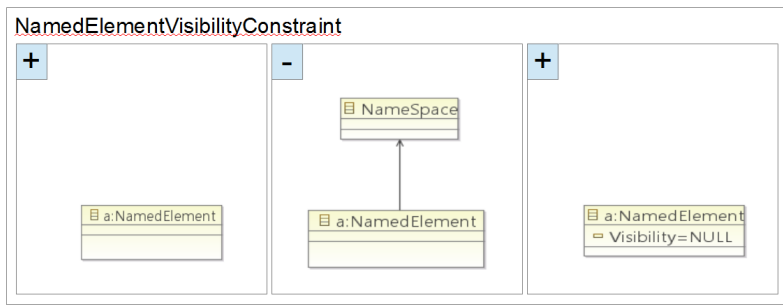 NamedElementVisibilityConstraint
+
a:NamedElement
-
NameSpace
a:NamedElement
+
a:NamedElement
Visibility=NULL